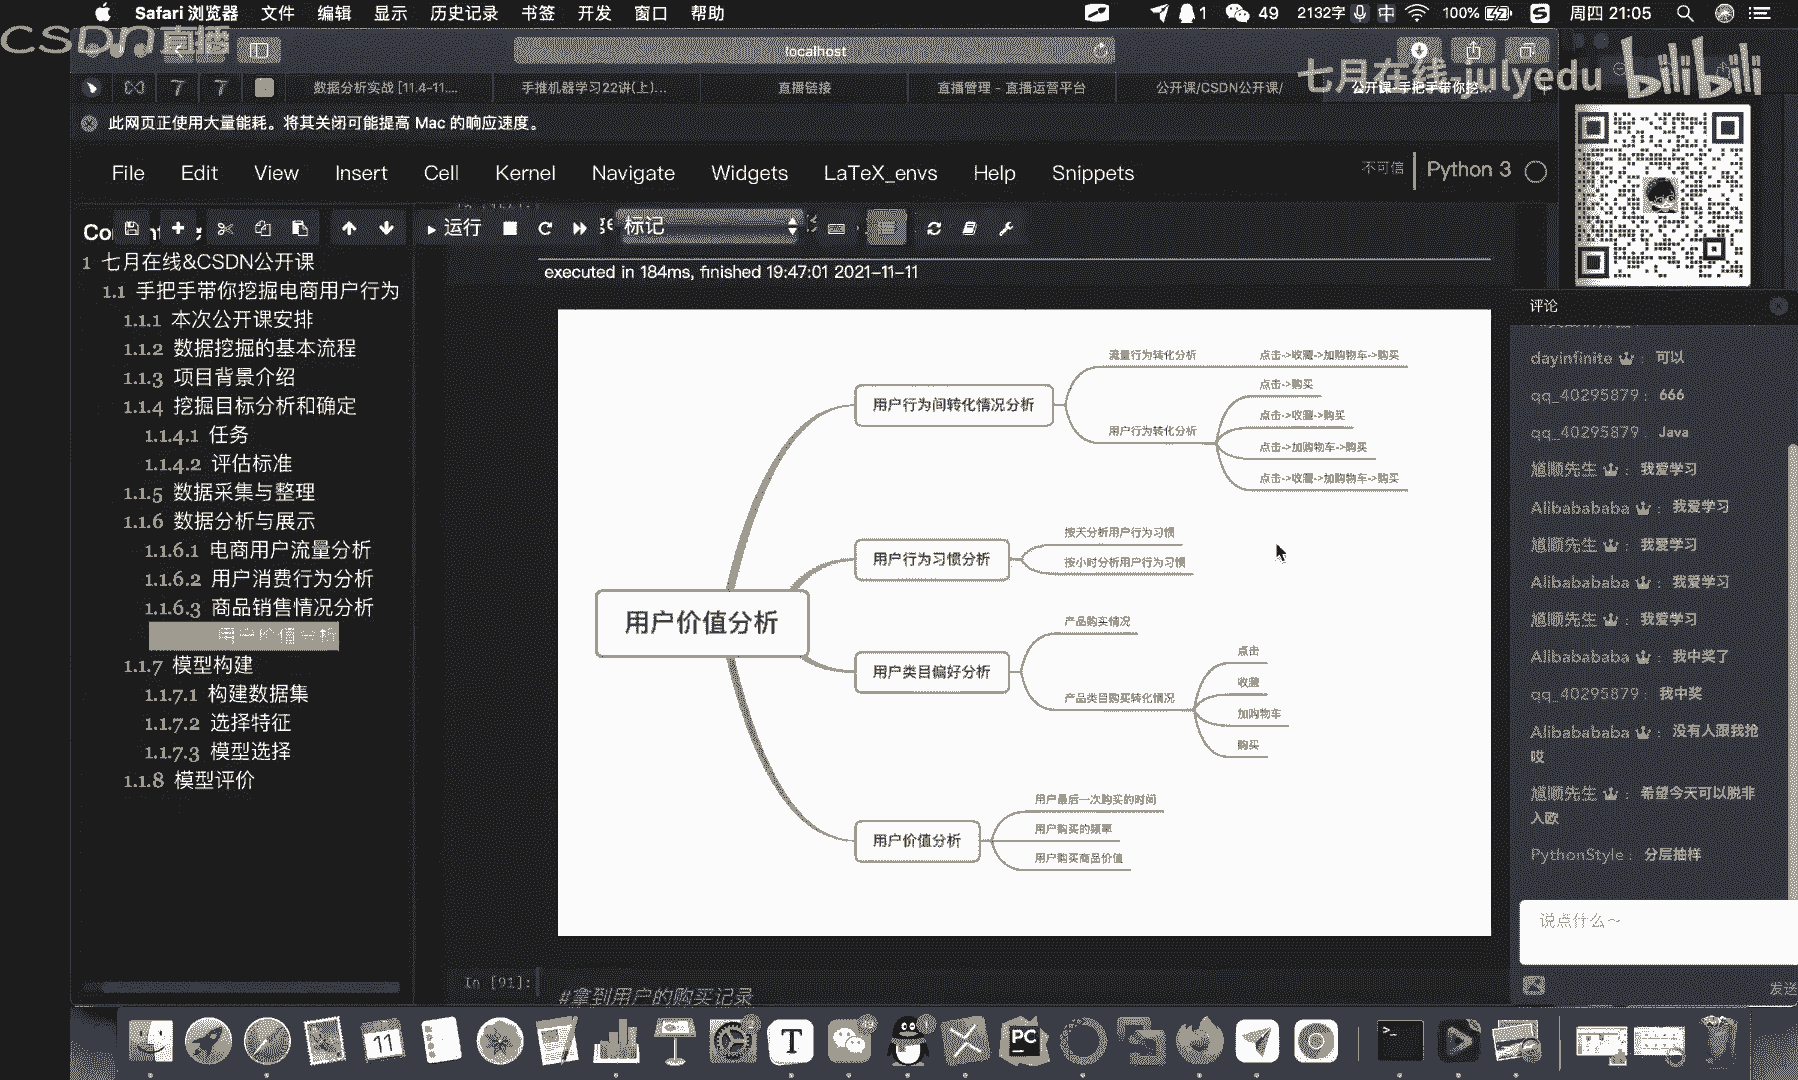 Safari 浏览器 文件 编辑 显示 历史记录 书签 开发 窗口 帮助
1 49 2132字 中 100% 周四 21:05
CSDN 直播
localhost
七月在线-julyedu bilibili
数据分析实战 [11.4-11....
手推机器学习22讲(上)...
直播链接
直播管理 - 直播运营平台
公开课/CSDN公开课/
公开课-手把手带你挖...
此网页正使用大量能耗。将其关闭可能提高 Mac 的响应速度。
File Edit View Insert Cell Kernel Navigate Widgets LaTeX_envs Help Snippets
不可信 Python 3
运行 标记
executed in 184ms, finished 19:47:01 2021-11-11
1 七月在线&CSDN公开课
1.1 手把手带你挖掘电商用户行为
1.1.1 本次公开课安排
1.1.2 数据挖掘的基本流程
1.1.3 项目背景介绍
1.1.4 挖掘目标分析和确定
1.1.4.1 任务
1.1.4.2 评估标准
1.1.5 数据采集与整理
1.1.6 数据分析与展示
1.1.6.1 电商用户流量分析
1.1.6.2 用户消费行为分析
1.1.6.3 商品销售情况分析
用户价值分析
1.1.7 模型构建
1.1.7.1 构建数据集
1.1.7.2 选择特征
1.1.7.3 模型选择
1.1.8 模型评价
用户价值分析
用户行为间转化情况分析
流量行为转化分析
点击->收藏->加购物车->购买
用户行为转化分析
点击->购买
点击->收藏->购买
点击->加购物车->购买
点击->收藏->加购物车->购买
用户行为习惯分析
按天分析用户行为习惯
按小时分析用户行为习惯
用户类目偏好分析
产品购买情况
产品类目购买转化情况
点击
收藏
加购物车
购买
用户价值分析
用户最后一次购买的时间
用户购买的频率
用户购买商品价值
In [91]:
#拿到用户的购买记录
评论
dayinfinite : 可以
qq_40295879 : 666
qq_40295879 : Java
馗顺先生 : 我爱学习
Alibabababa : 我爱学习
馗顺先生 : 我爱学习
Alibabababa : 我爱学习
馗顺先生 : 我爱学习
Alibabababa : 我中奖了
qq_40295879 : 我中奖
Alibabababa : 没有人跟我抢
哎
馗顺先生 : 希望今天可以脱非
入欧
PythonStyle : 分层抽样
说点什么~
发送
11
PC